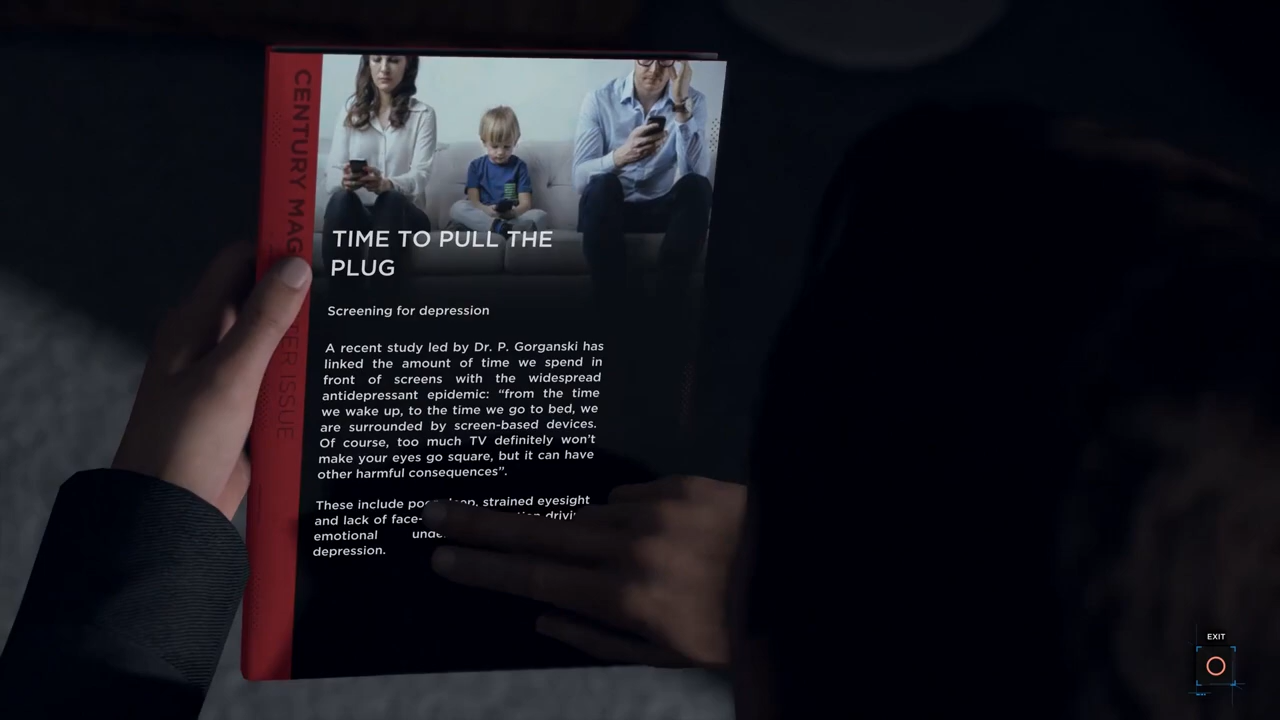 CENTURY MAG
ER ISSUE
TIME TO PULL THE
PLUG
Screening for depression
A recent study led by Dr. P. Gorganski has
linked the amount of time we spend in
front of screens with the widespread
antidepressant epidemic: “from the time
we wake up, to the time we go to bed, we
are surrounded by screen-based devices.
Of course, too much TV definitely won’t
make your eyes go square, but it can have
other harmful consequences”.
These include strained eyesight
and lack of face-
emotional
depression.
EXIT